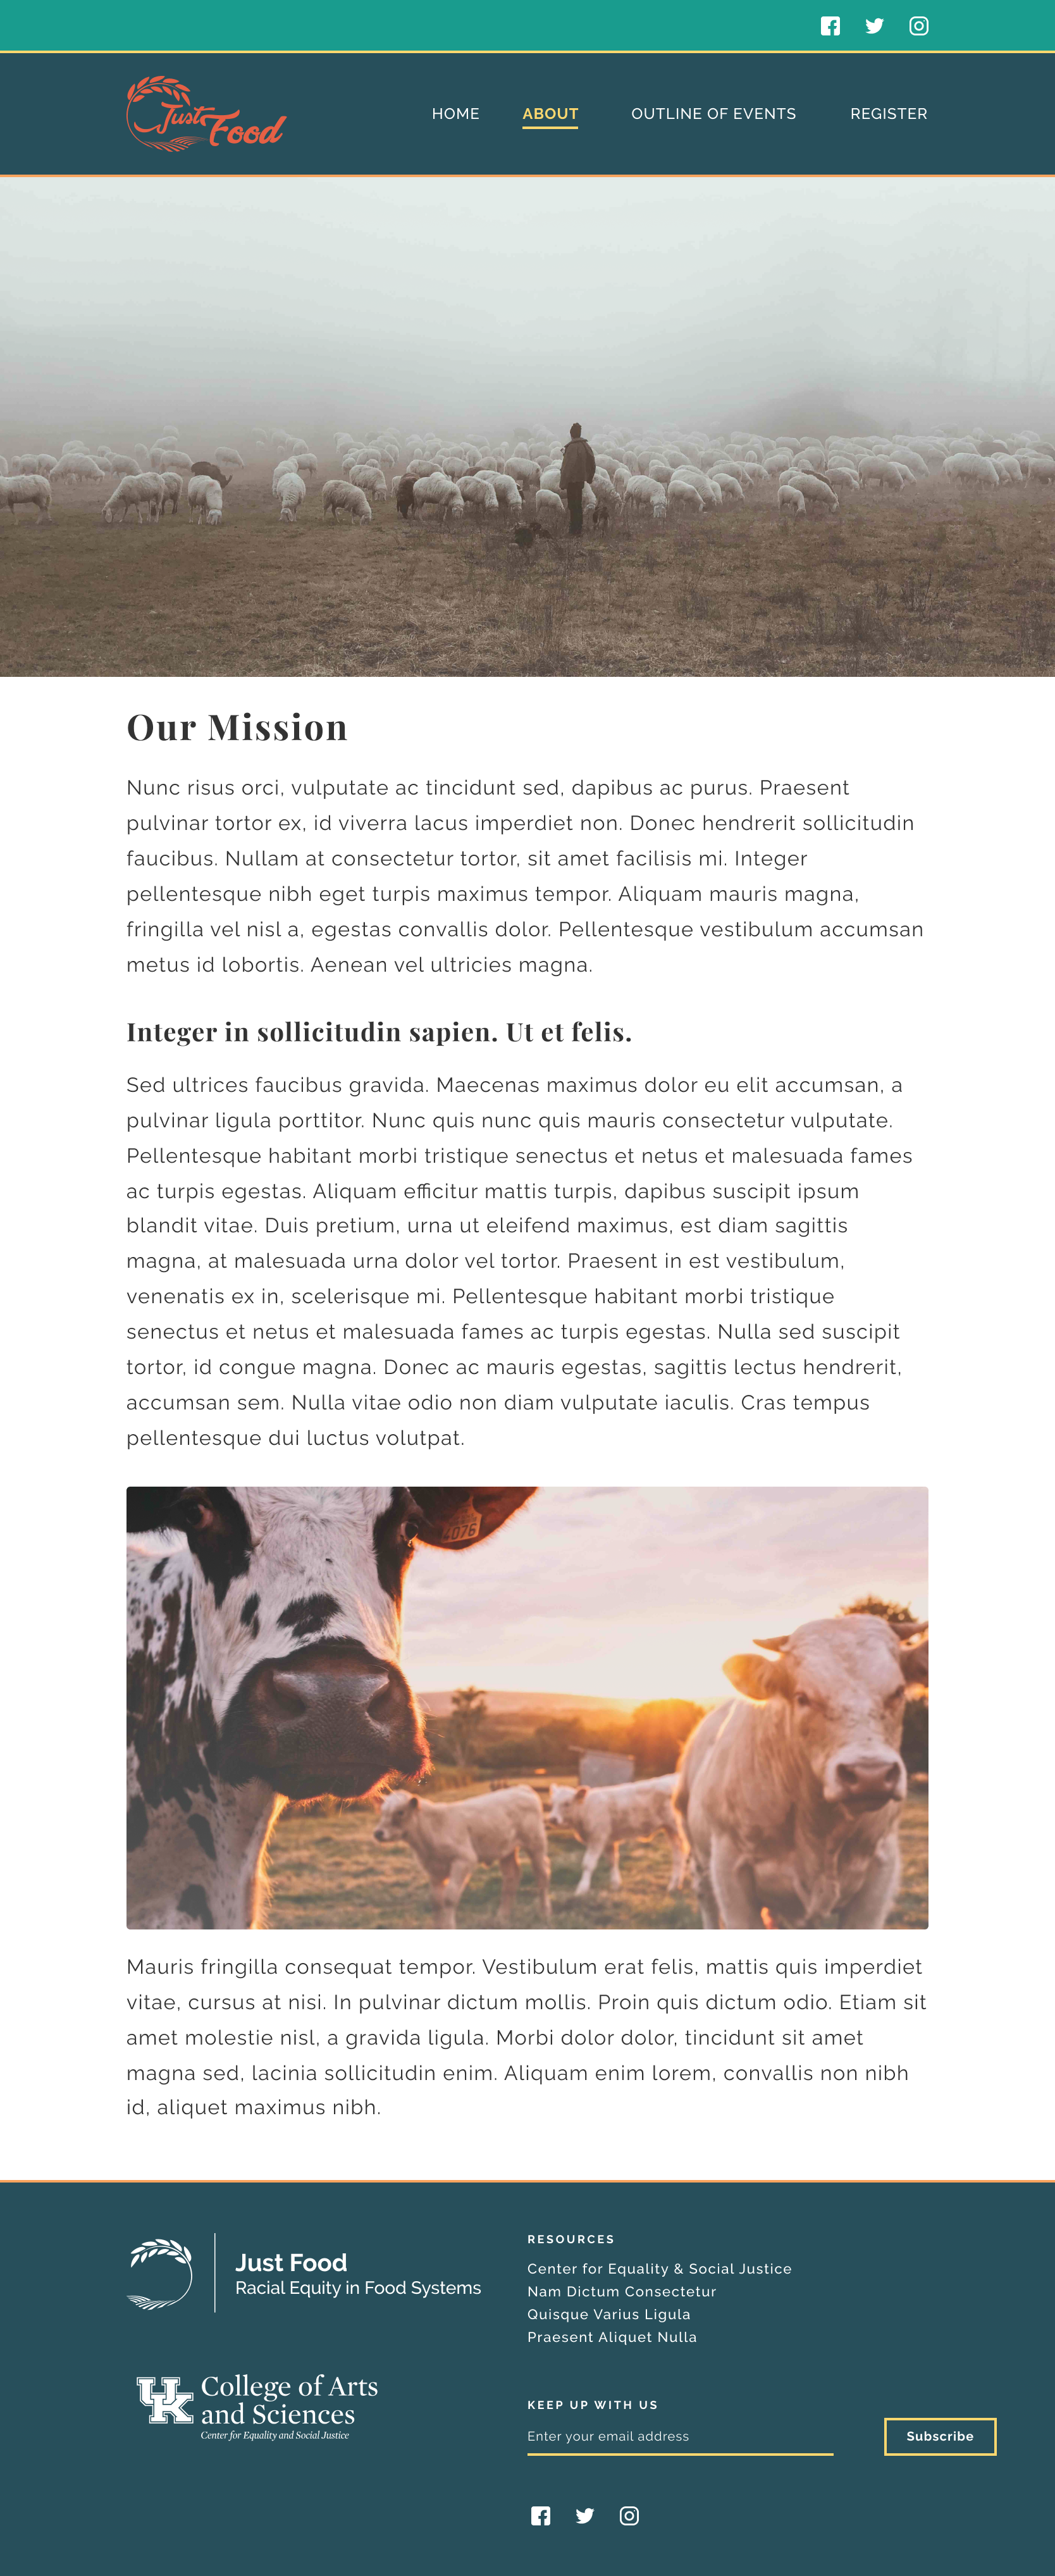 Just
Food
HOME
ABOUT
OUTLINE OF EVENTS
REGISTER
Our Mission
Nunc risus orci, vulputate ac tincidunt sed, dapibus ac purus. Praesent
pulvinar tortor ex, id viverra lacus imperdiet non. Donec hendrerit sollicitudin
faucibus. Nullam at consectetur tortor, sit amet facilisis mi. Integer
pellentesque nibh eget turpis maximus tempor. Aliquam mauris magna,
fringilla vel nisl a, egestas convallis dolor. Pellentesque vestibulum accumsan
metus id lobortis. Aenean vel ultricies magna.
Integer in sollicitudin sapien. Ut et felis.
Sed ultrices faucibus gravida. Maecenas maximus dolor eu elit accumsan, a
pulvinar ligula porttitor. Nunc quis nunc quis mauris consectetur vulputate.
Pellentesque habitant morbi tristique senectus et netus et malesuada fames
ac turpis egestas. Aliquam efficitur mattis turpis, dapibus suscipit ipsum
blandit vitae. Duis pretium, urna ut eleifend maximus, est diam sagittis
magna, at malesuada urna dolor vel tortor. Praesent in est vestibulum,
venenatis ex in, scelerisque mi. Pellentesque habitant morbi tristique
senectus et netus et malesuada fames ac turpis egestas. Nulla sed suscipit
tortor, id congue magna. Donec ac mauris egestas, sagittis lectus hendrerit,
accumsan sem. Nulla vitae odio non diam vulputate iaculis. Cras tempus
pellentesque dui luctus volutpat.
4076
Mauris fringilla consequat tempor. Vestibulum erat felis, mattis quis imperdiet
vitae, cursus at nisi. In pulvinar dictum mollis. Proin quis dictum odio. Etiam sit
amet molestie nisl, a gravida ligula. Morbi dolor dolor, tincidunt sit amet
magna sed, lacinia sollicitudin enim. Aliquam enim lorem, convallis non nibh
id, aliquet maximus nibh.
Just Food
Racial Equity in Food Systems
UK
College of Arts
and Sciences
Center for Equality and Social Justice
RESOURCES
Center for Equality & Social Justice
Nam Dictum Consectetur
Quisque Varius Ligula
Praesent Aliquet Nulla
KEEP UP WITH US
Enter your email address
Subscribe